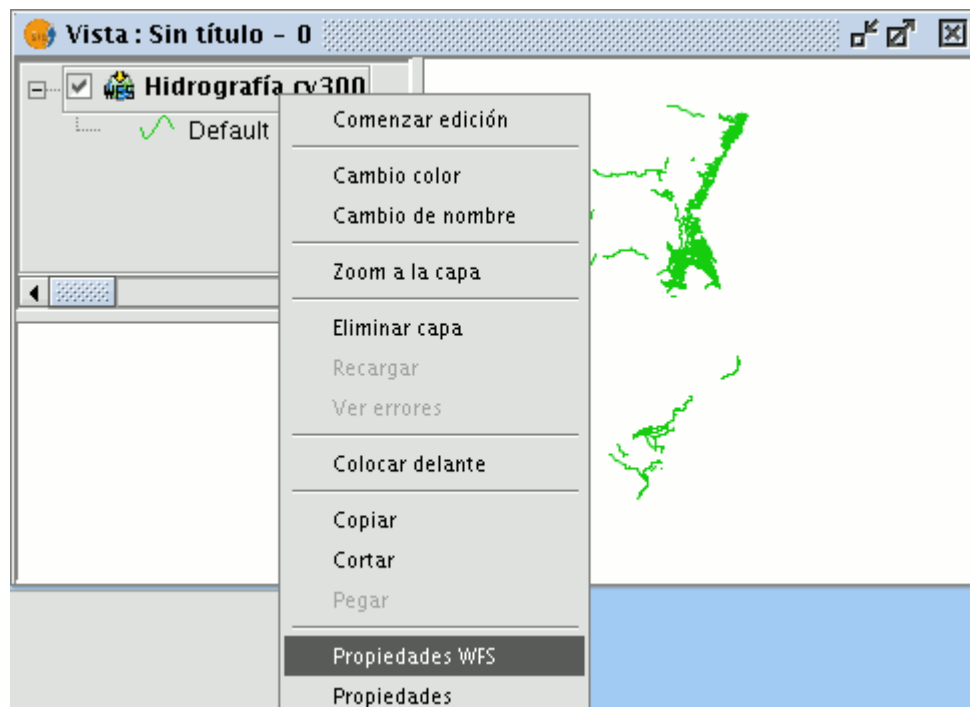 Vista : Sin título - 0
Hidrografía rv300
Default
Comenzar edición
Cambio color
Cambio de nombre
Zoom a la capa
Eliminar capa
Recargar
Ver errores
Colocar delante
Copiar
Cortar
Pegar
Propiedades WFS
Propiedades